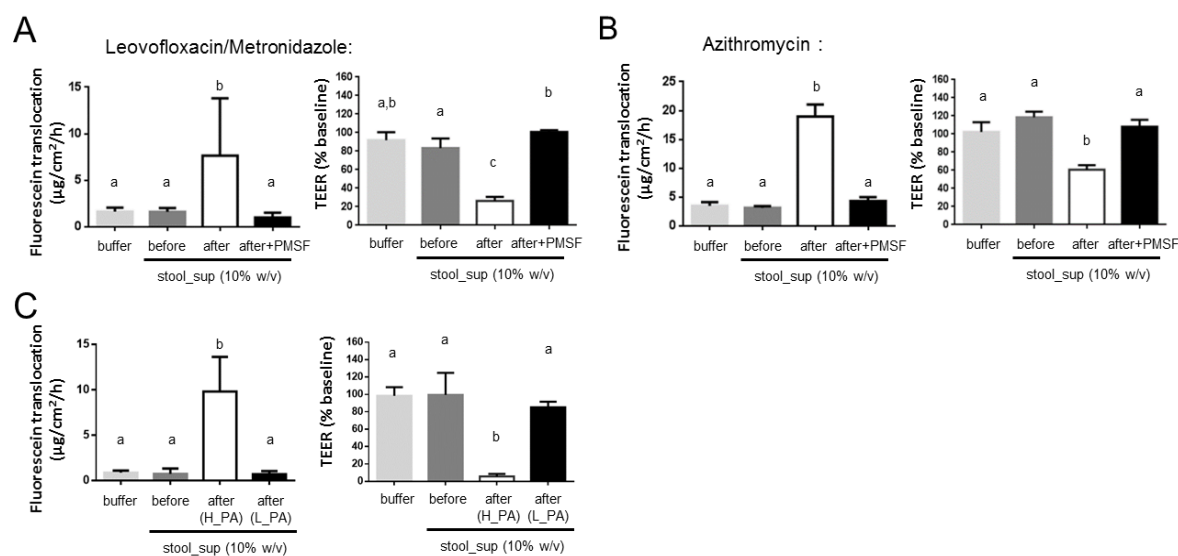 A
Leovofloxacin/Metronidazole:
Fluorescein translocation
(µg/cm²/h)
15
10
5
0
a
a
b
a
buffer
before
after
after+PMSF
stool_sup (10% w/v)
TEER (% baseline)
160
140
120
100
80
60
40
20
0
a,b
a
c
b
buffer
before
after
after+PMSF
stool_sup (10% w/v)
B
Azithromycin :
Fluorescein translocation
(µg/cm²/h)
25
20
15
10
5
0
a
a
b
a
buffer
before
after
after+PMSF
stool_sup (10% w/v)
TEER (% baseline)
160
140
120
100
80
60
40
20
0
a
a
b
a
buffer
before
after
after+PMSF
stool_sup (10% w/v)
C
Fluorescein translocation
(µg/cm²/h)
15
10
5
0
a
a
b
a
buffer
before
after
(H_PA)
after
(L_PA)
stool_sup (10% w/v)
TEER (% baseline)
160
140
120
100
80
60
40
20
0
a
a
b
a
buffer
before
after
(H_PA)
after
(L_PA)
stool_sup (10% w/v)